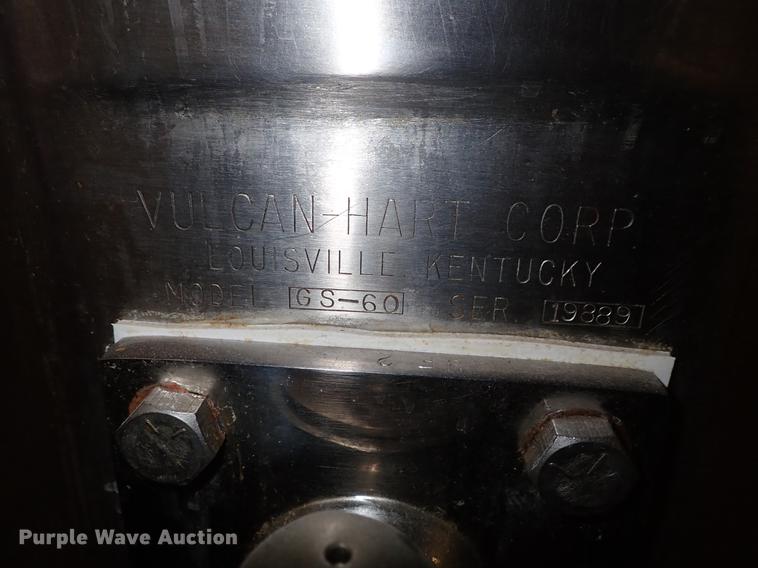 VULCAN-HART CORP
LOUISVILLE, KENTUCKY
MODEL GS-60 SER 19889
Purple Wave Auction